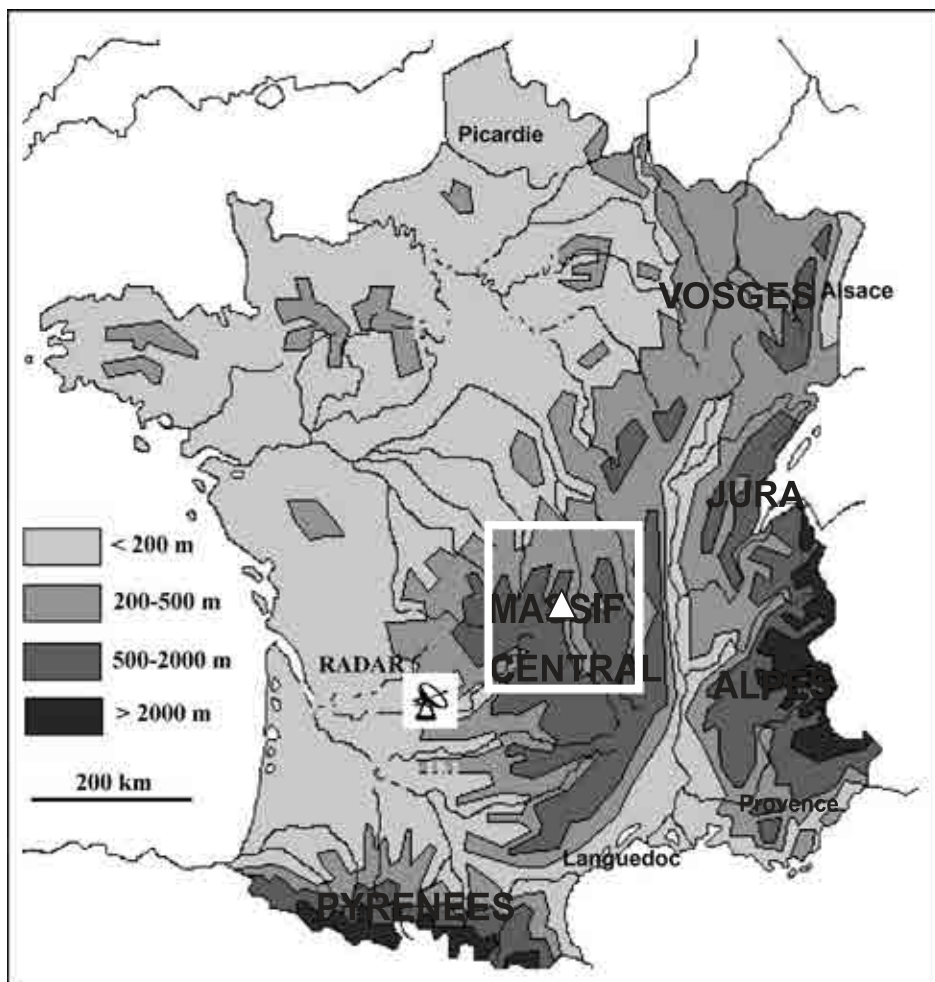 Picardie
VOSGES
Alsace
JURA
< 200 m
200-500 m
500-2000 m
> 2000 m
200 km
MASSIF
CENTRAL
RADAR
ALPES
Provence
Languedoc
PYRENEES